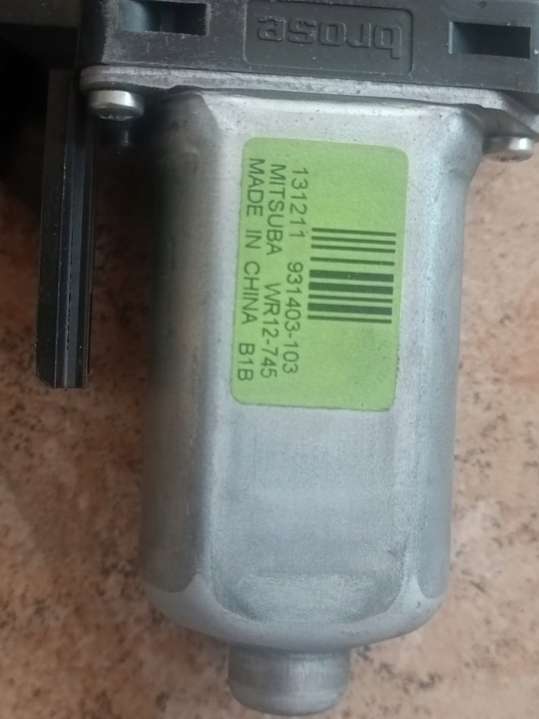 brose
131211 931403-103
MITSUBA WR12-745
MADE IN CHINA B1B